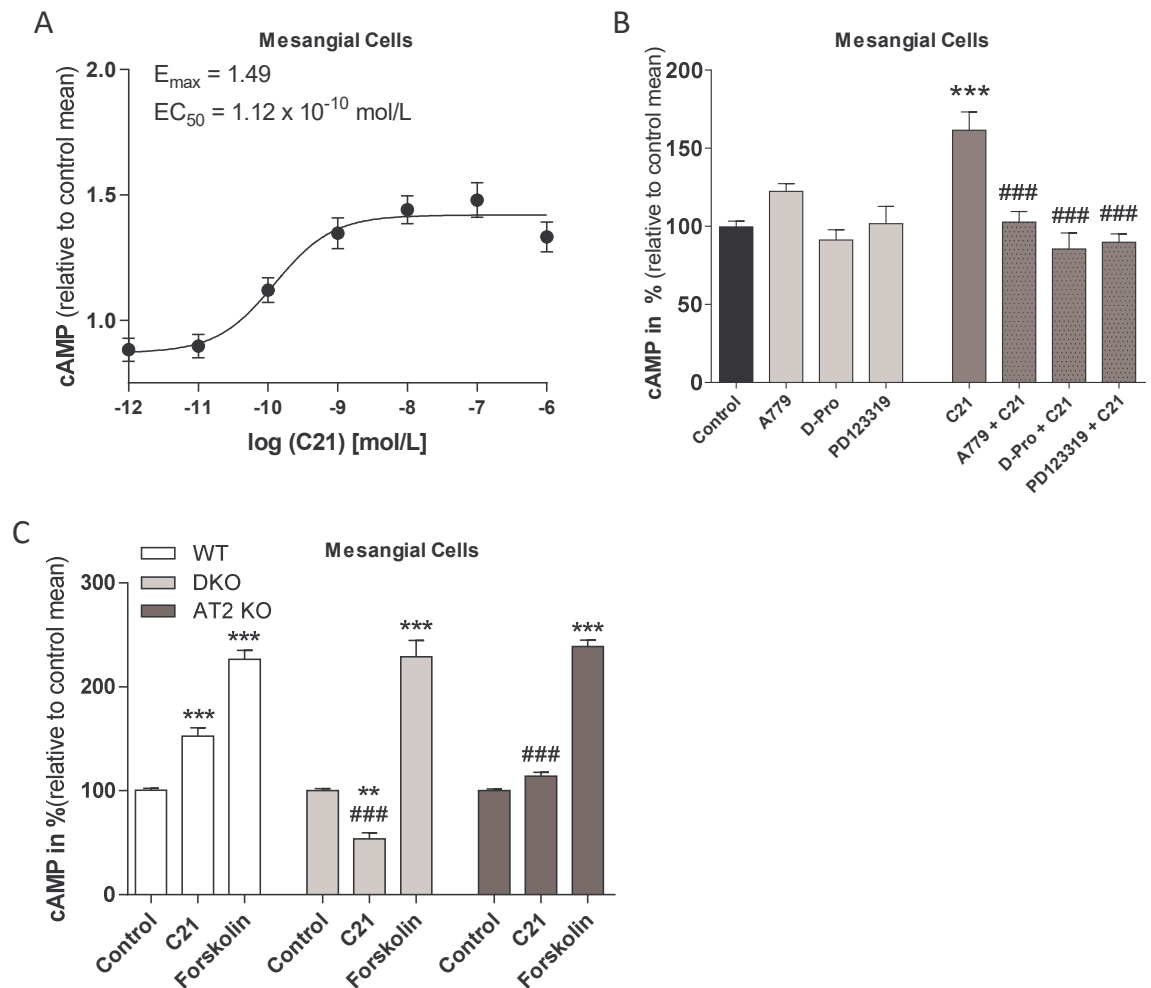 A
Mesangial Cells
cAMP (relative to control mean)
2.0
1.5
1.0
Emax = 1.49
EC50 = 1.12 x 10-10 mol/L
-12 -11 -10 -9 -8 -7 -6
log (C21) [mol/L]
B
Mesangial Cells
cAMP in % (relative to control mean)
200
150
100
50
0
***
###
###
###
Control
A779
D-Pro
PD123319
C21
A779 + C21
D-Pro + C21
PD123319 + C21
C
Mesangial Cells
WT
DKO
AT2 KO
cAMP in %(relative to control mean)
300
200
100
0
***
***
**
###
***
###
***
Control
C21
Forskolin
Control
C21
Forskolin
Control
C21
Forskolin